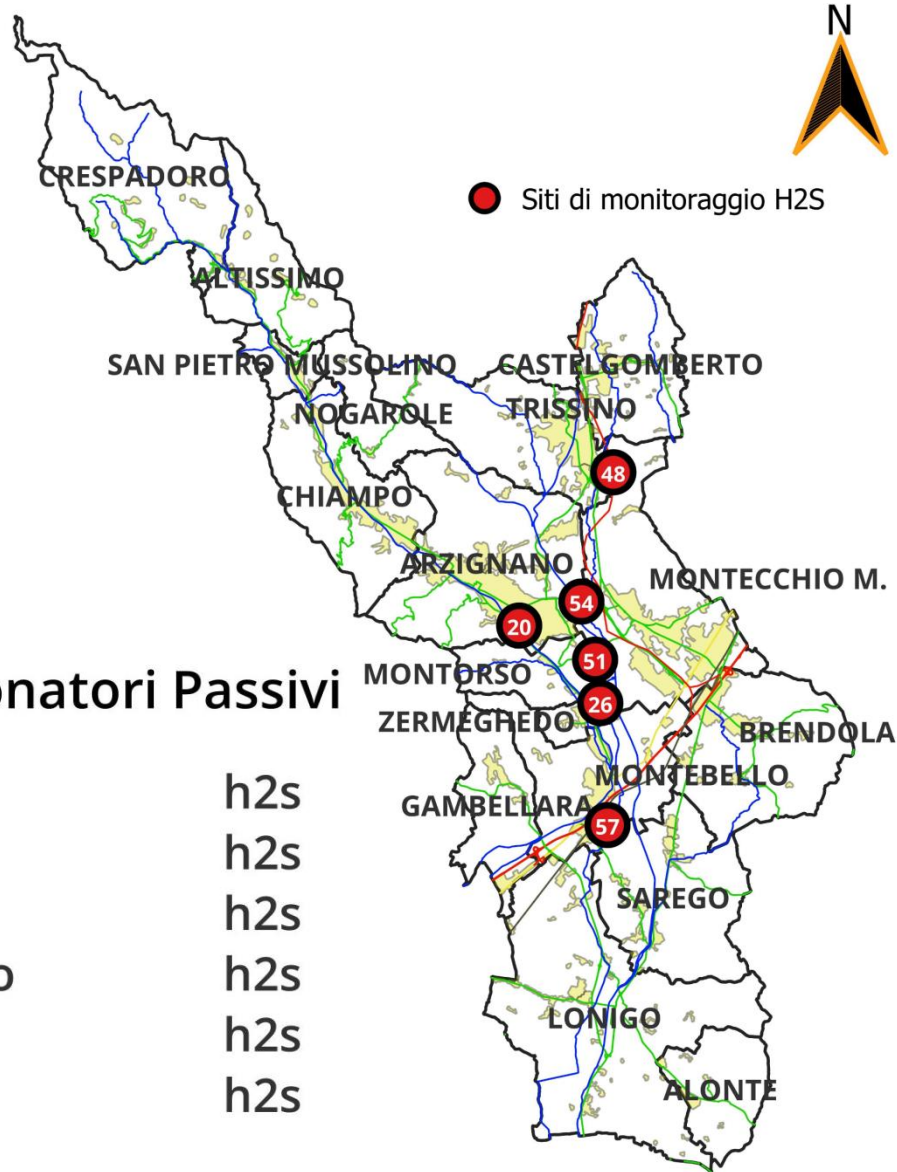 N
CRESPADORO
Siti di monitoraggio H2S
ALTISSIMO
SAN PIETRO MUSSOLINO
CASTELGOMBERTO
NOGAROLE
TRISSINO
48
CHIAMPO
ARZIGNANO
MONTECCHIO M.
54
20
51
MONTORSO
Passivi
26
ZERMEGHEDO
BRENDOLA
MONTEBELLO
h2s
GAMBELLARA
57
h2s
SAREGO
h2s
h2s
LONIGO
h2s
ALONTE
h2s